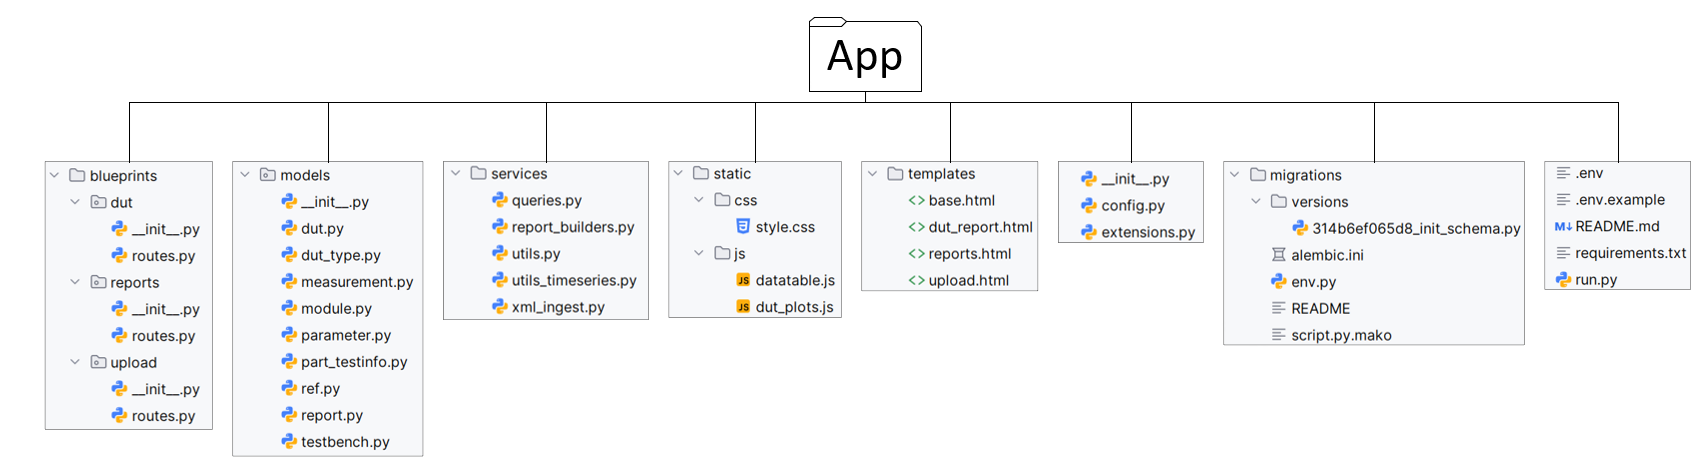 App
blueprints
dut
__init__.py
routes.py
reports
__init__.py
routes.py
upload
__init__.py
routes.py
models
__init__.py
dut.py
dut_type.py
measurement.py
module.py
parameter.py
part_testinfo.py
ref.py
report.py
testbench.py
services
queries.py
report_builders.py
utils.py
utils_timeseries.py
xml_ingest.py
static
css
style.css
js
JS datatable.js
JS dut_plots.js
templates
<> base.html
<> dut_report.html
<> reports.html
<> upload.html
__init__.py
config.py
extensions.py
migrations
versions
314b6ef065d8_init_schema.py
alembic.ini
env.py
README
script.py.mako
.env
.env.example
M↓ README.md
requirements.txt
run.py